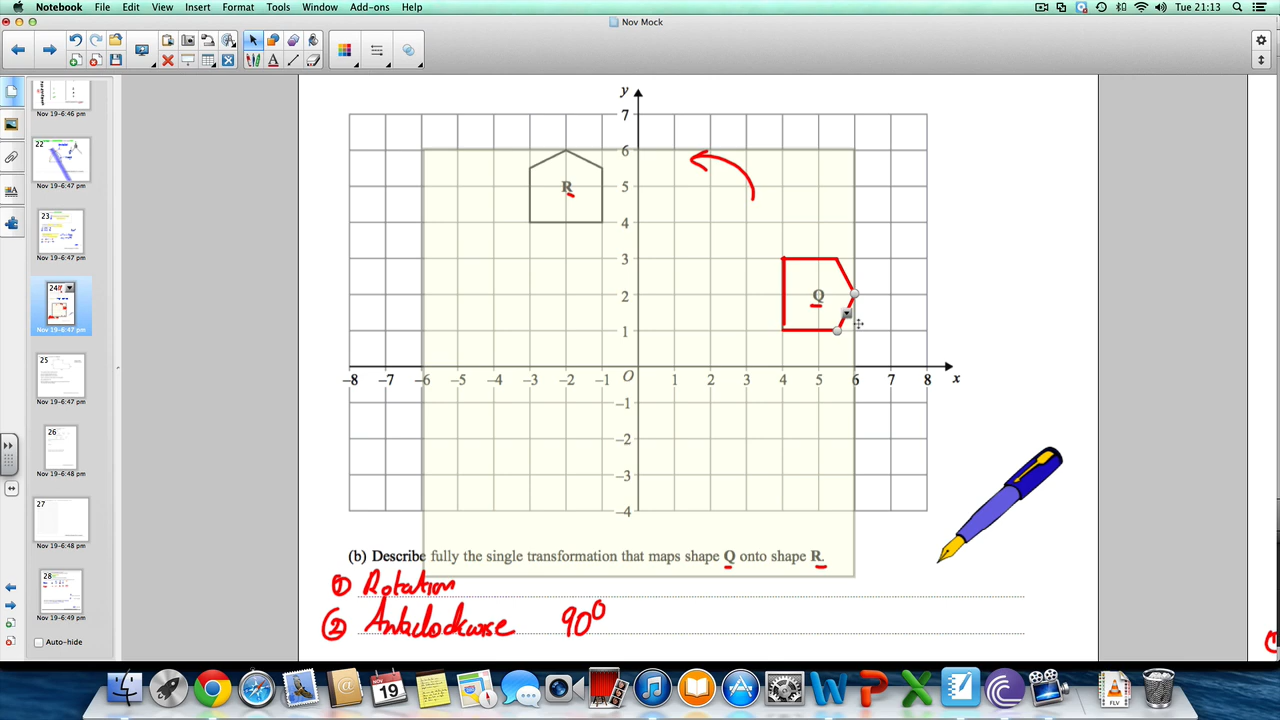 Notebook File Edit View Insert Format Tools Window Add-ons Help Tue 21:13
Nov Mock
Nov 19-6:46 pm
22
Nov 19-6:47 pm
23
Nov 19-6:47 pm
24
Nov 19-6:47 pm
25
Nov 19-6:47 pm
26
Nov 19-6:48 pm
27
Nov 19-6:48 pm
28
Nov 19-6:49 pm
Auto-hide
y
7
6
5
4
3
2
1
R
Q
-8 -7 -6 -5 -4 -3 -2 -1 O 1 2 3 4 5 6 7 8 x
-1
-2
-3
-4
(b) Describe fully the single transformation that maps shape Q onto shape R.
① Rotation
② Anticlockwise 90°
NOV
19
FLV